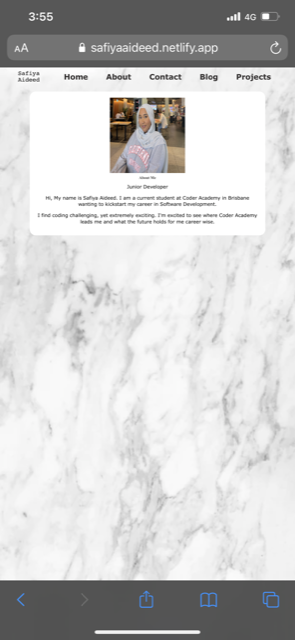 3:55
4G
AA
safiyaaideed.netlify.app
Safiya
Aideed
Home
About
Contact
Blog
Projects
About Me
Junior Developer
Hi, My name is Safiya Aideed. I am a current student at Coder Academy in Brisbane
wanting to kickstart my career in Software Development.
I find coding challenging, yet extremely exciting. I'm excited to see where Coder Academy
leads me and what the future holds for me career wise.